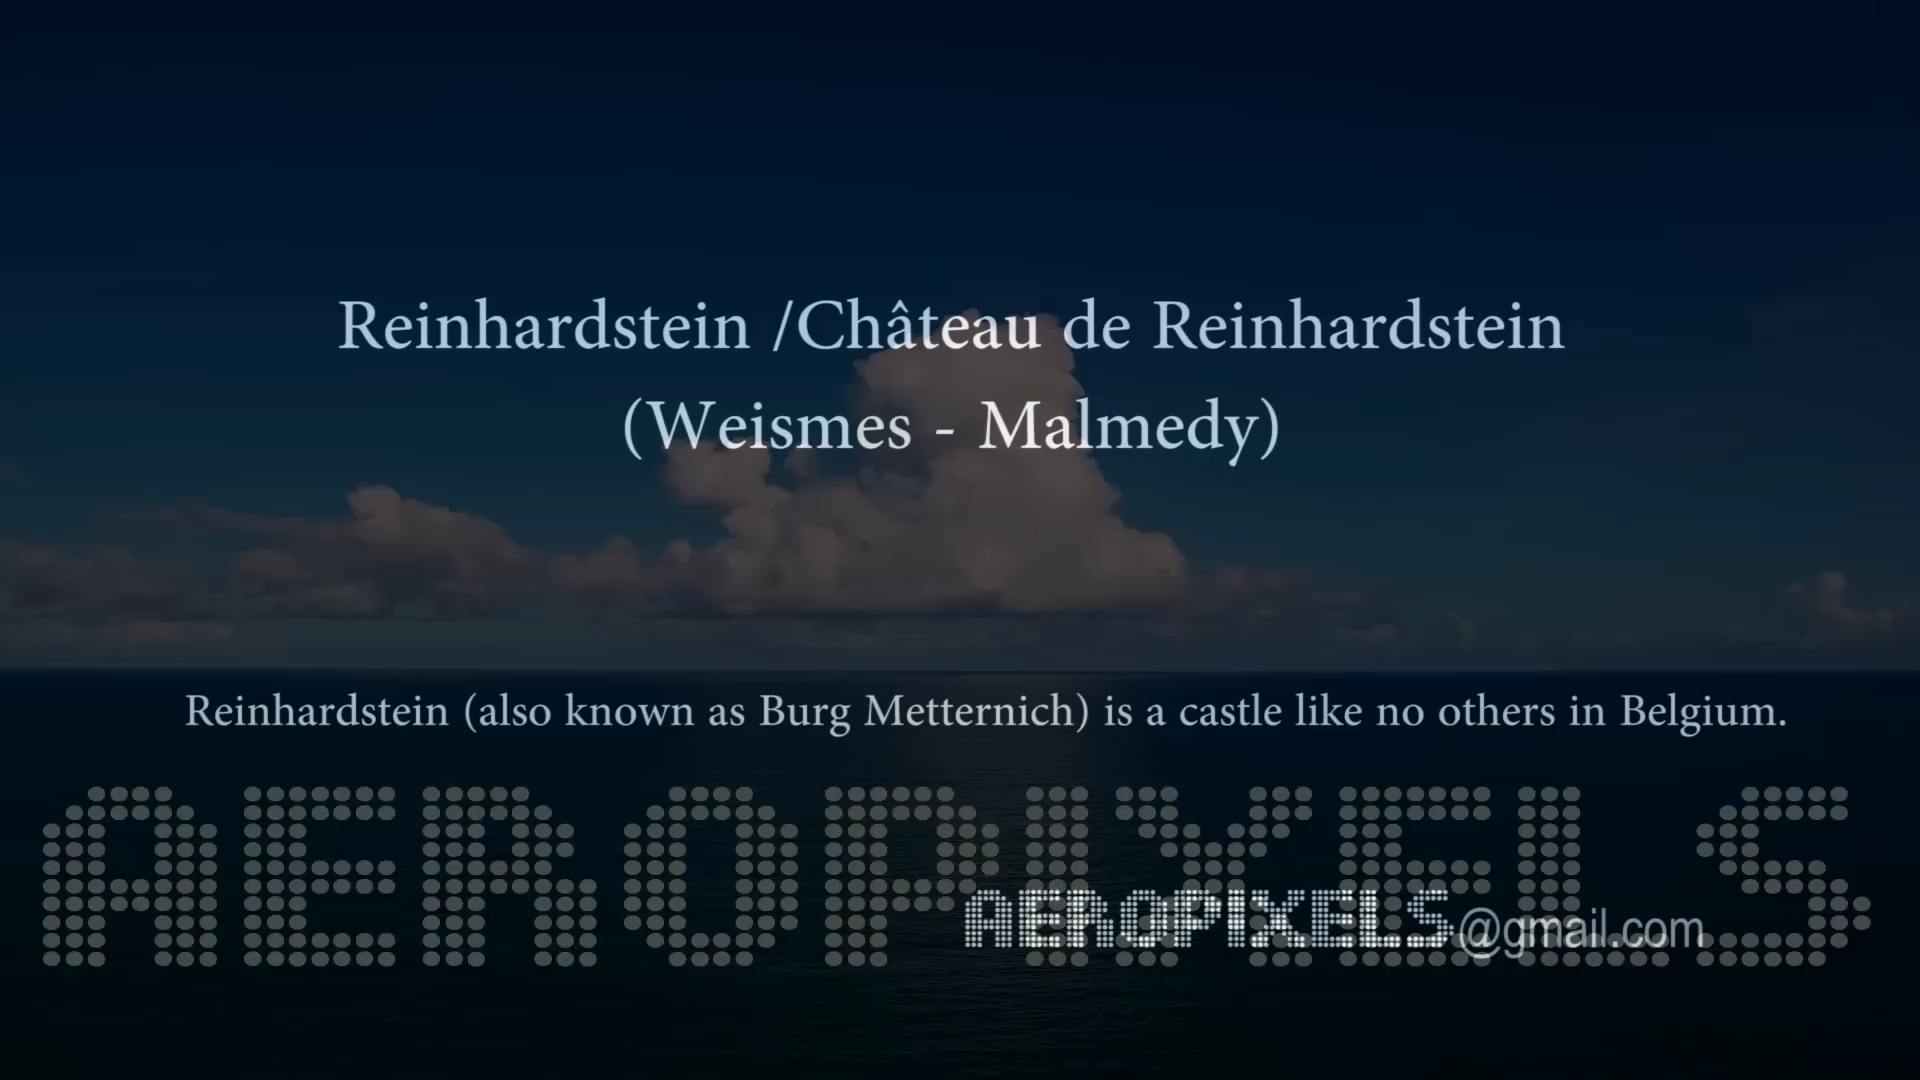 Reinhardstein /Château de Reinhardstein
(Weismes - Malmedy)
Reinhardstein (also known as Burg Metternich) is a castle like no others in Belgium.
AEROPIXELS
AEROPIXELS@gmail.com